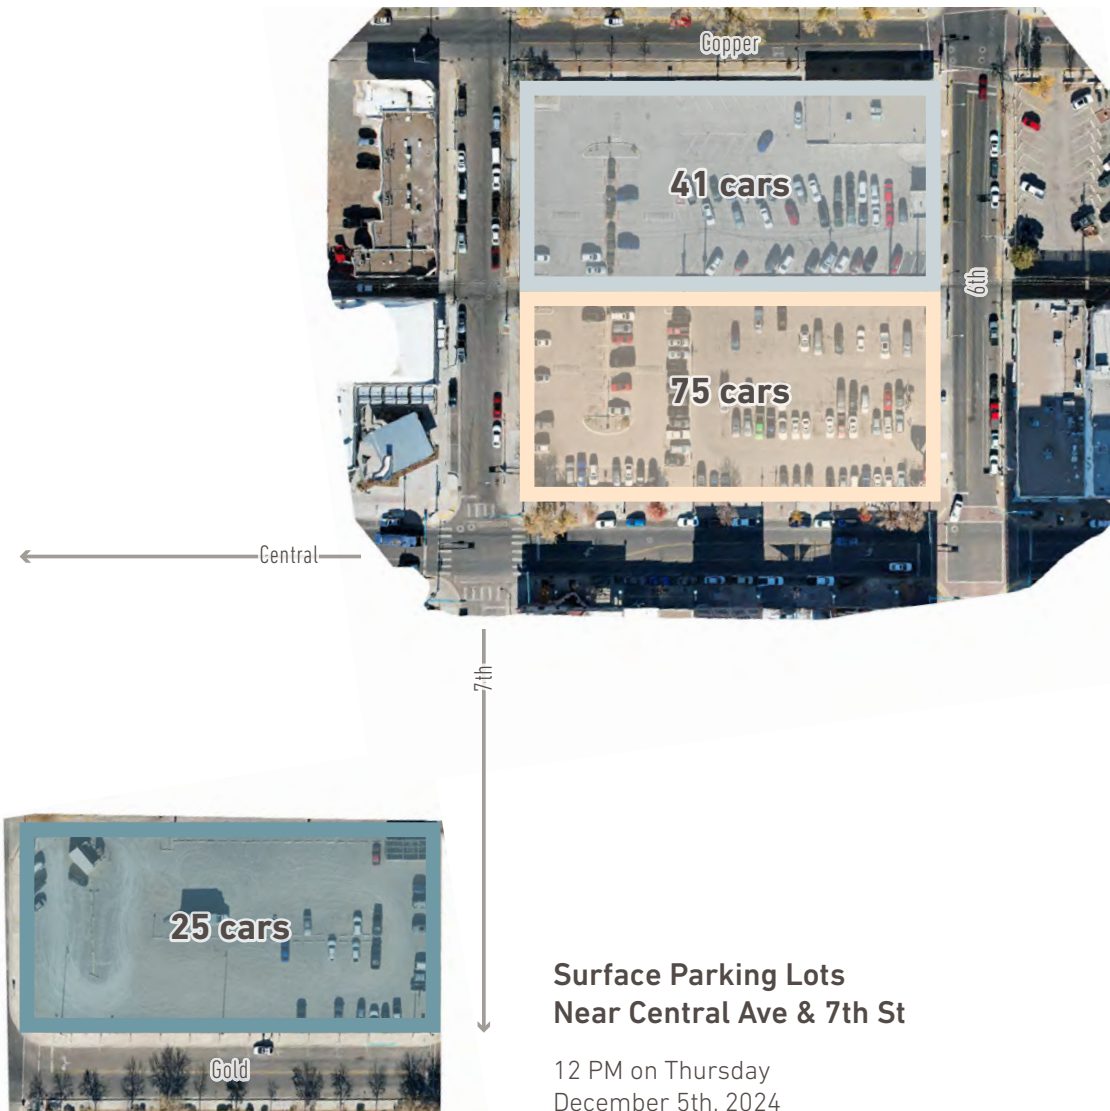 Copper
41 cars
6th
75 cars
Central
7th
25 cars
Gold
Surface Parking Lots
Near Central Ave & 7th St
12 PM on Thursday
December 5th, 2024